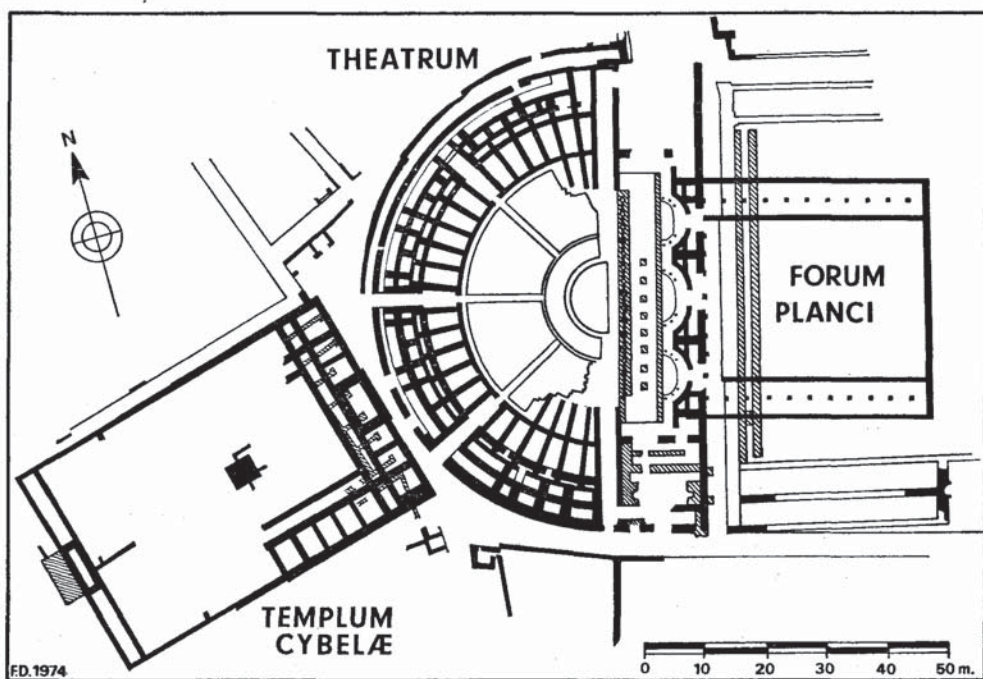 THEATRUM
N
FORUM
PLANCI
TEMPLUM
CYBELÆ
F.D. 1974
0 10 20 30 40 50 m.